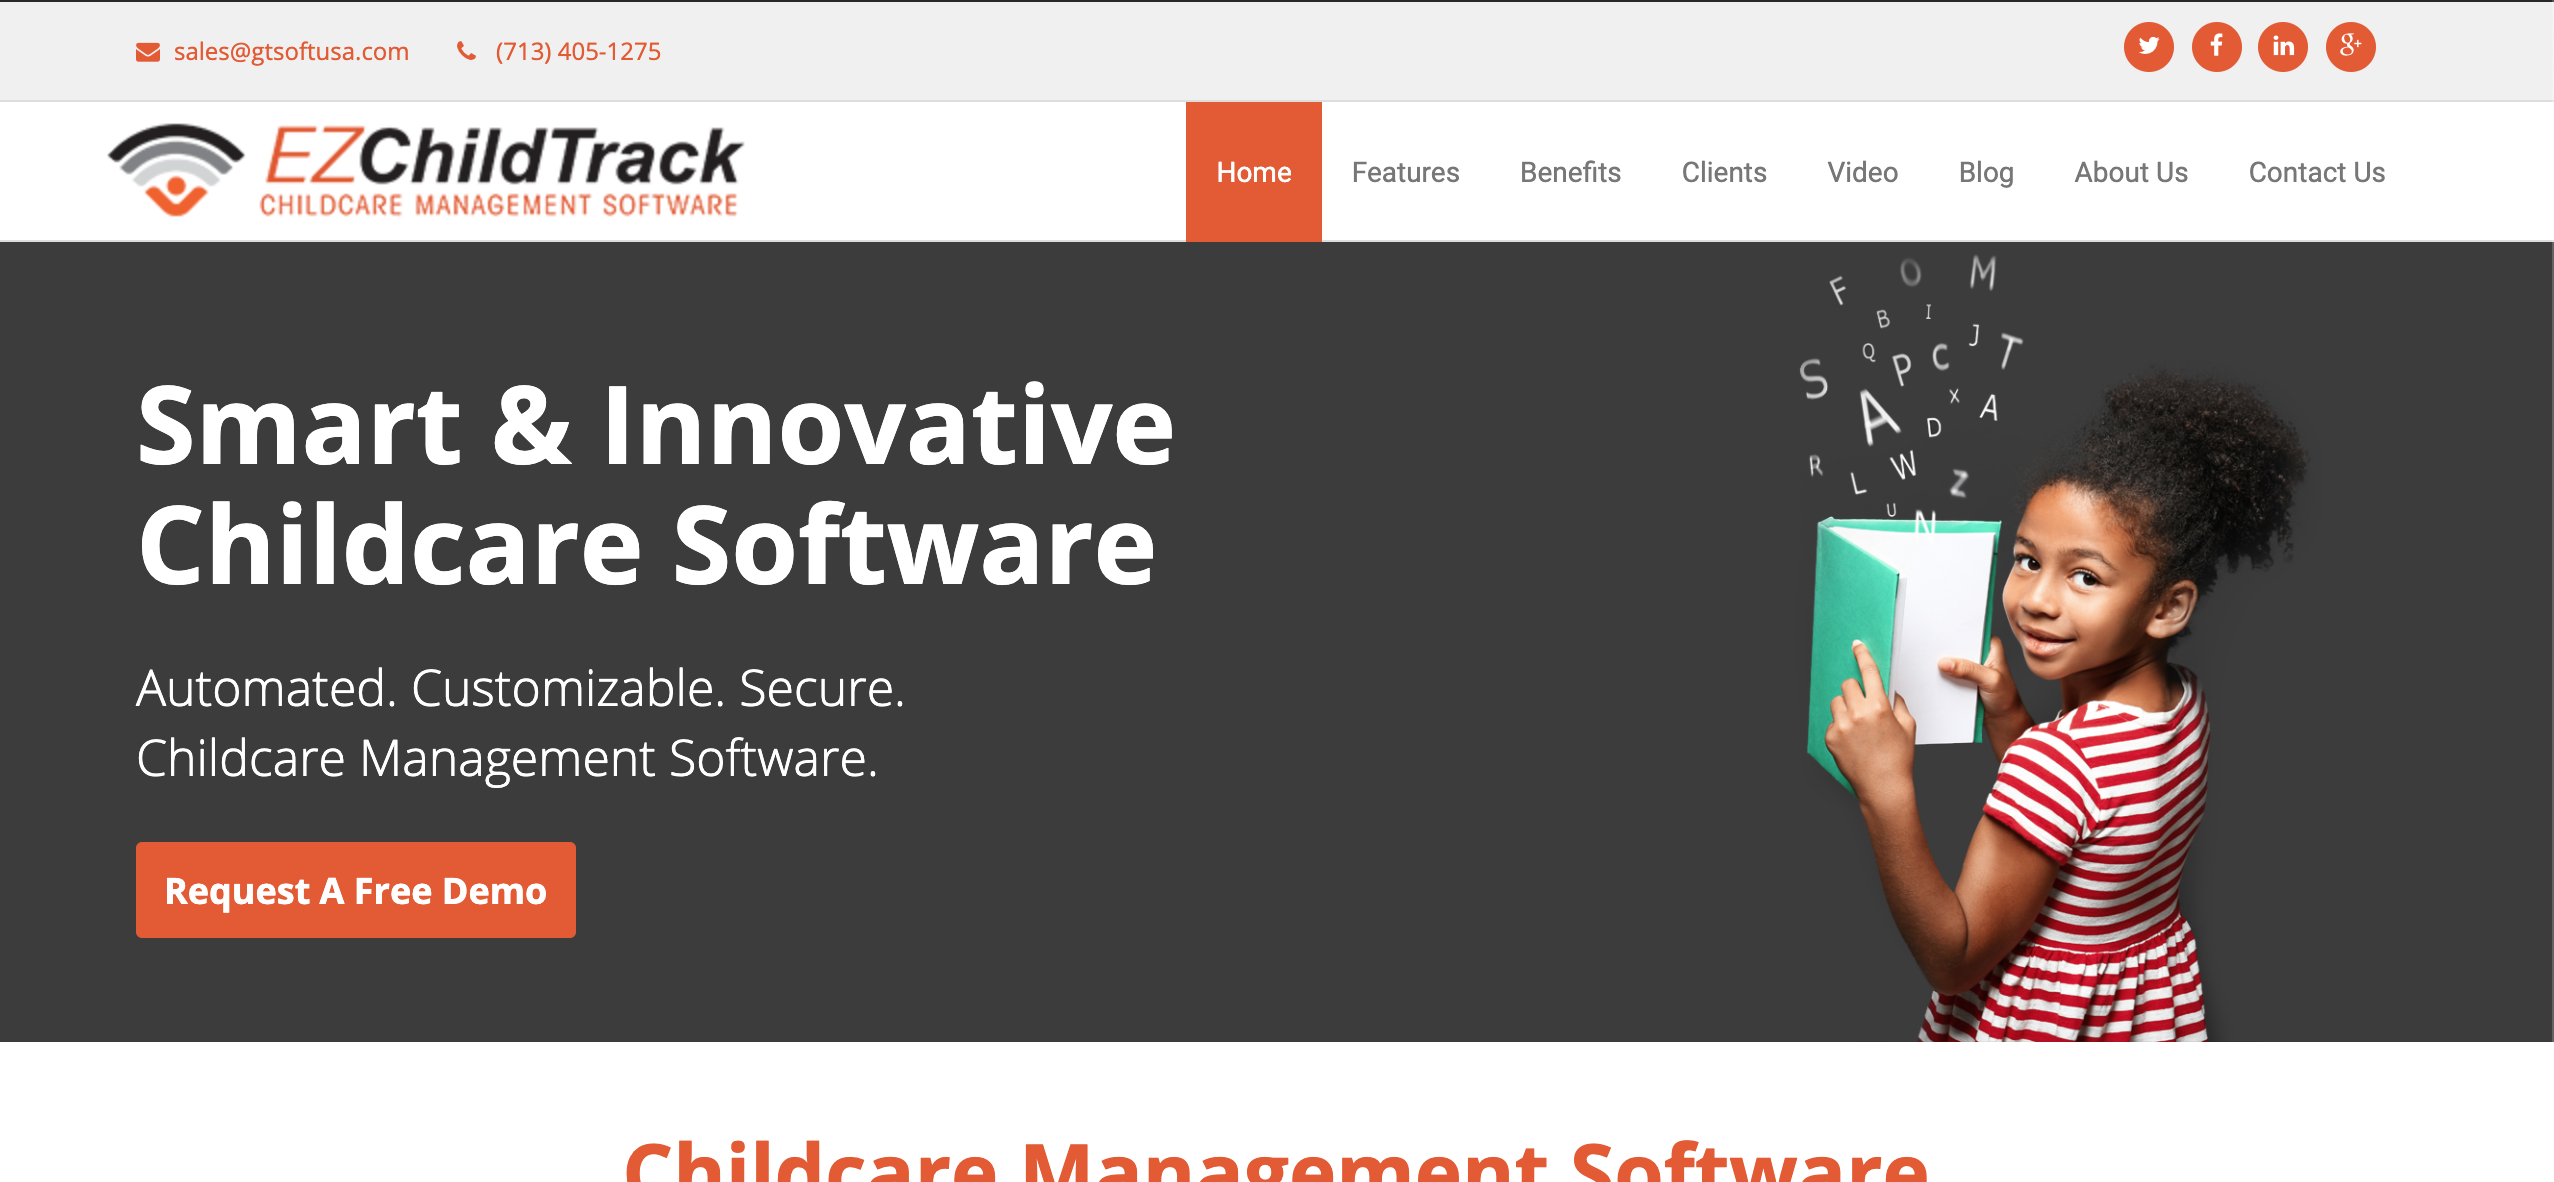 sales@gtsoftusa.com (713) 405-1275
EZChildTrack
CHILDCARE MANAGEMENT SOFTWARE
Home Features Benefits Clients Video Blog About Us Contact Us
Smart & Innovative
Childcare Software
Automated. Customizable. Secure.
Childcare Management Software.
Request A Free Demo
F O M
B I
J T
Q P C
S
A X A
D
R L W Z
U N
Childcare Management Software